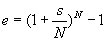 e = (1 + s/N)^N − 1